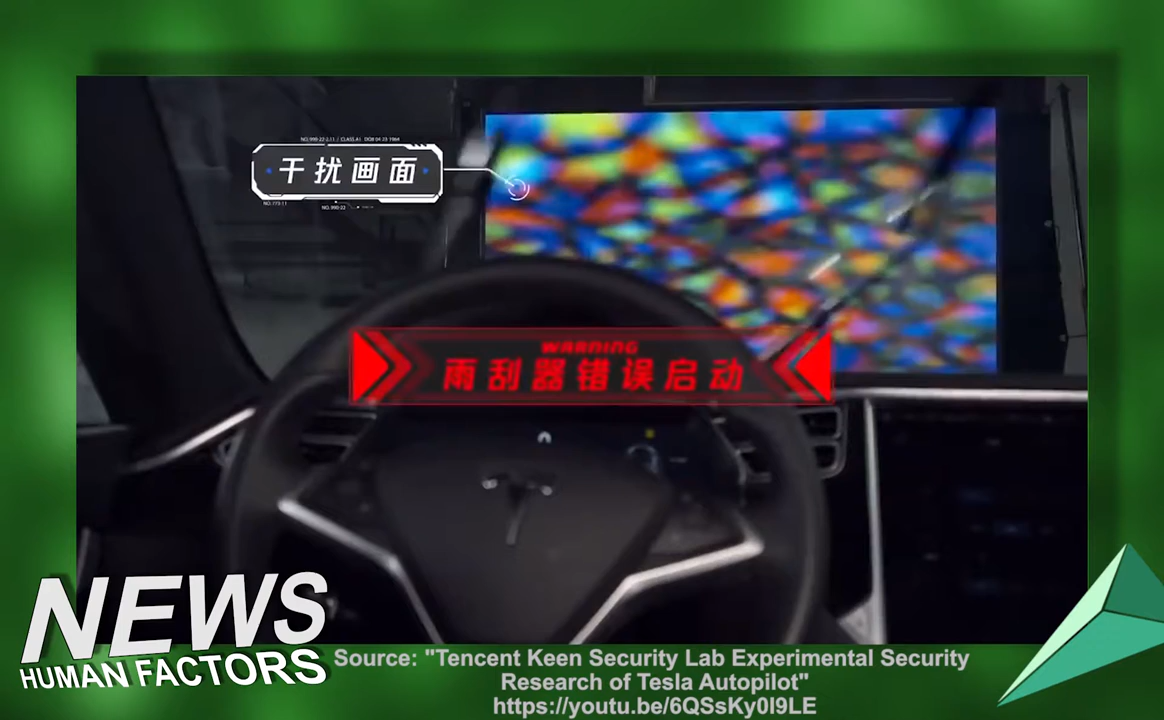 干扰画面
WARNING
雨刮器错误启动
NEWS
HUMAN FACTORS
Source: "Tencent Keen Security Lab Experimental Security
Research of Tesla Autopilot"
https://youtu.be/6QSsKy0I9LE